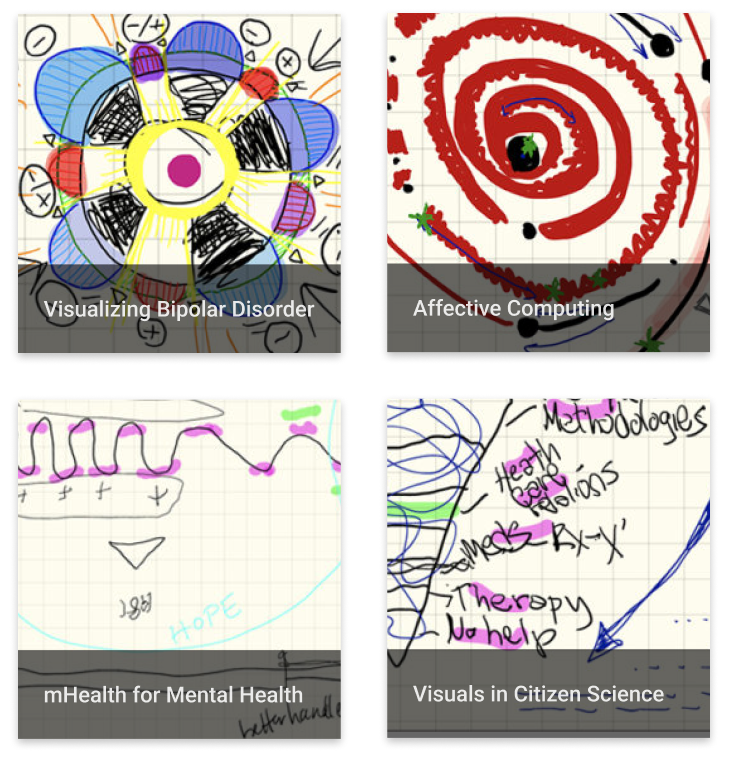 -/+
Visualizing Bipolar Disorder
Affective Computing
HOPE
mHealth for Mental Health
better handle
Methodologies
Health
Care
relations
Meds Rx-x'
Therapy
No help
Visuals in Citizen Science